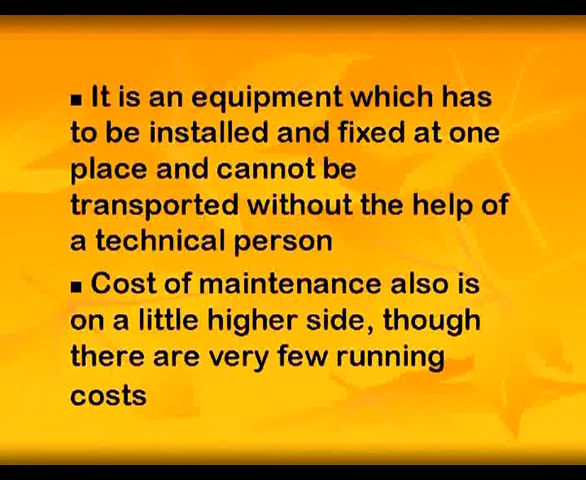 ▪ It is an equipment which has
to be installed and fixed at one
place and cannot be
transported without the help of
a technical person
▪ Cost of maintenance also is
on a little higher side, though
there are very few running
costs